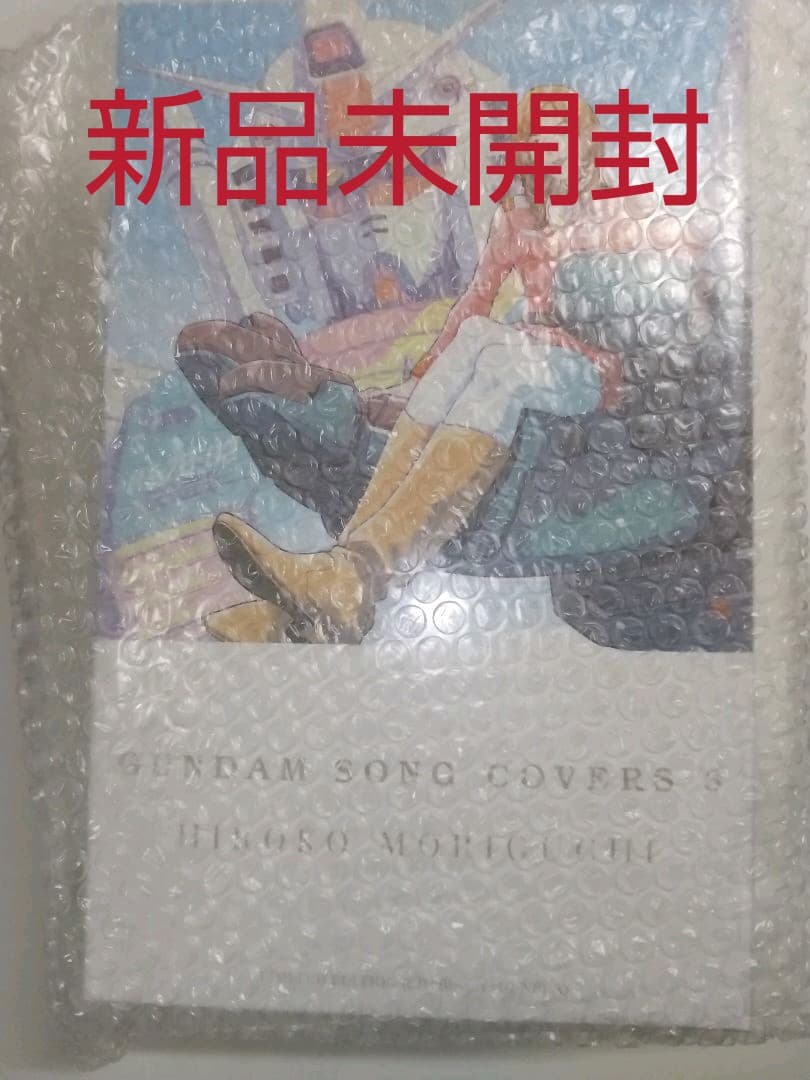 新品未開封
GUNDAM SONG COVERS 3
HIROKO MORIGUCHI